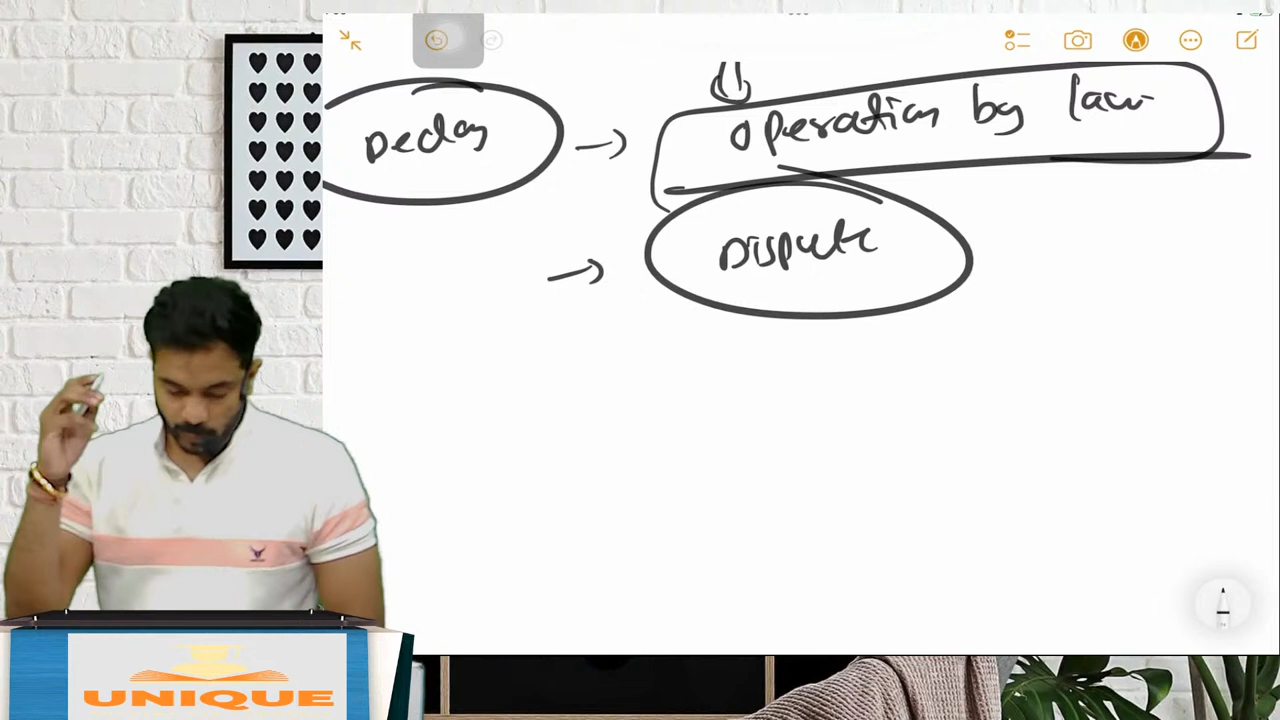 Delay → Operation by law
→ Dispute
UNIQUE